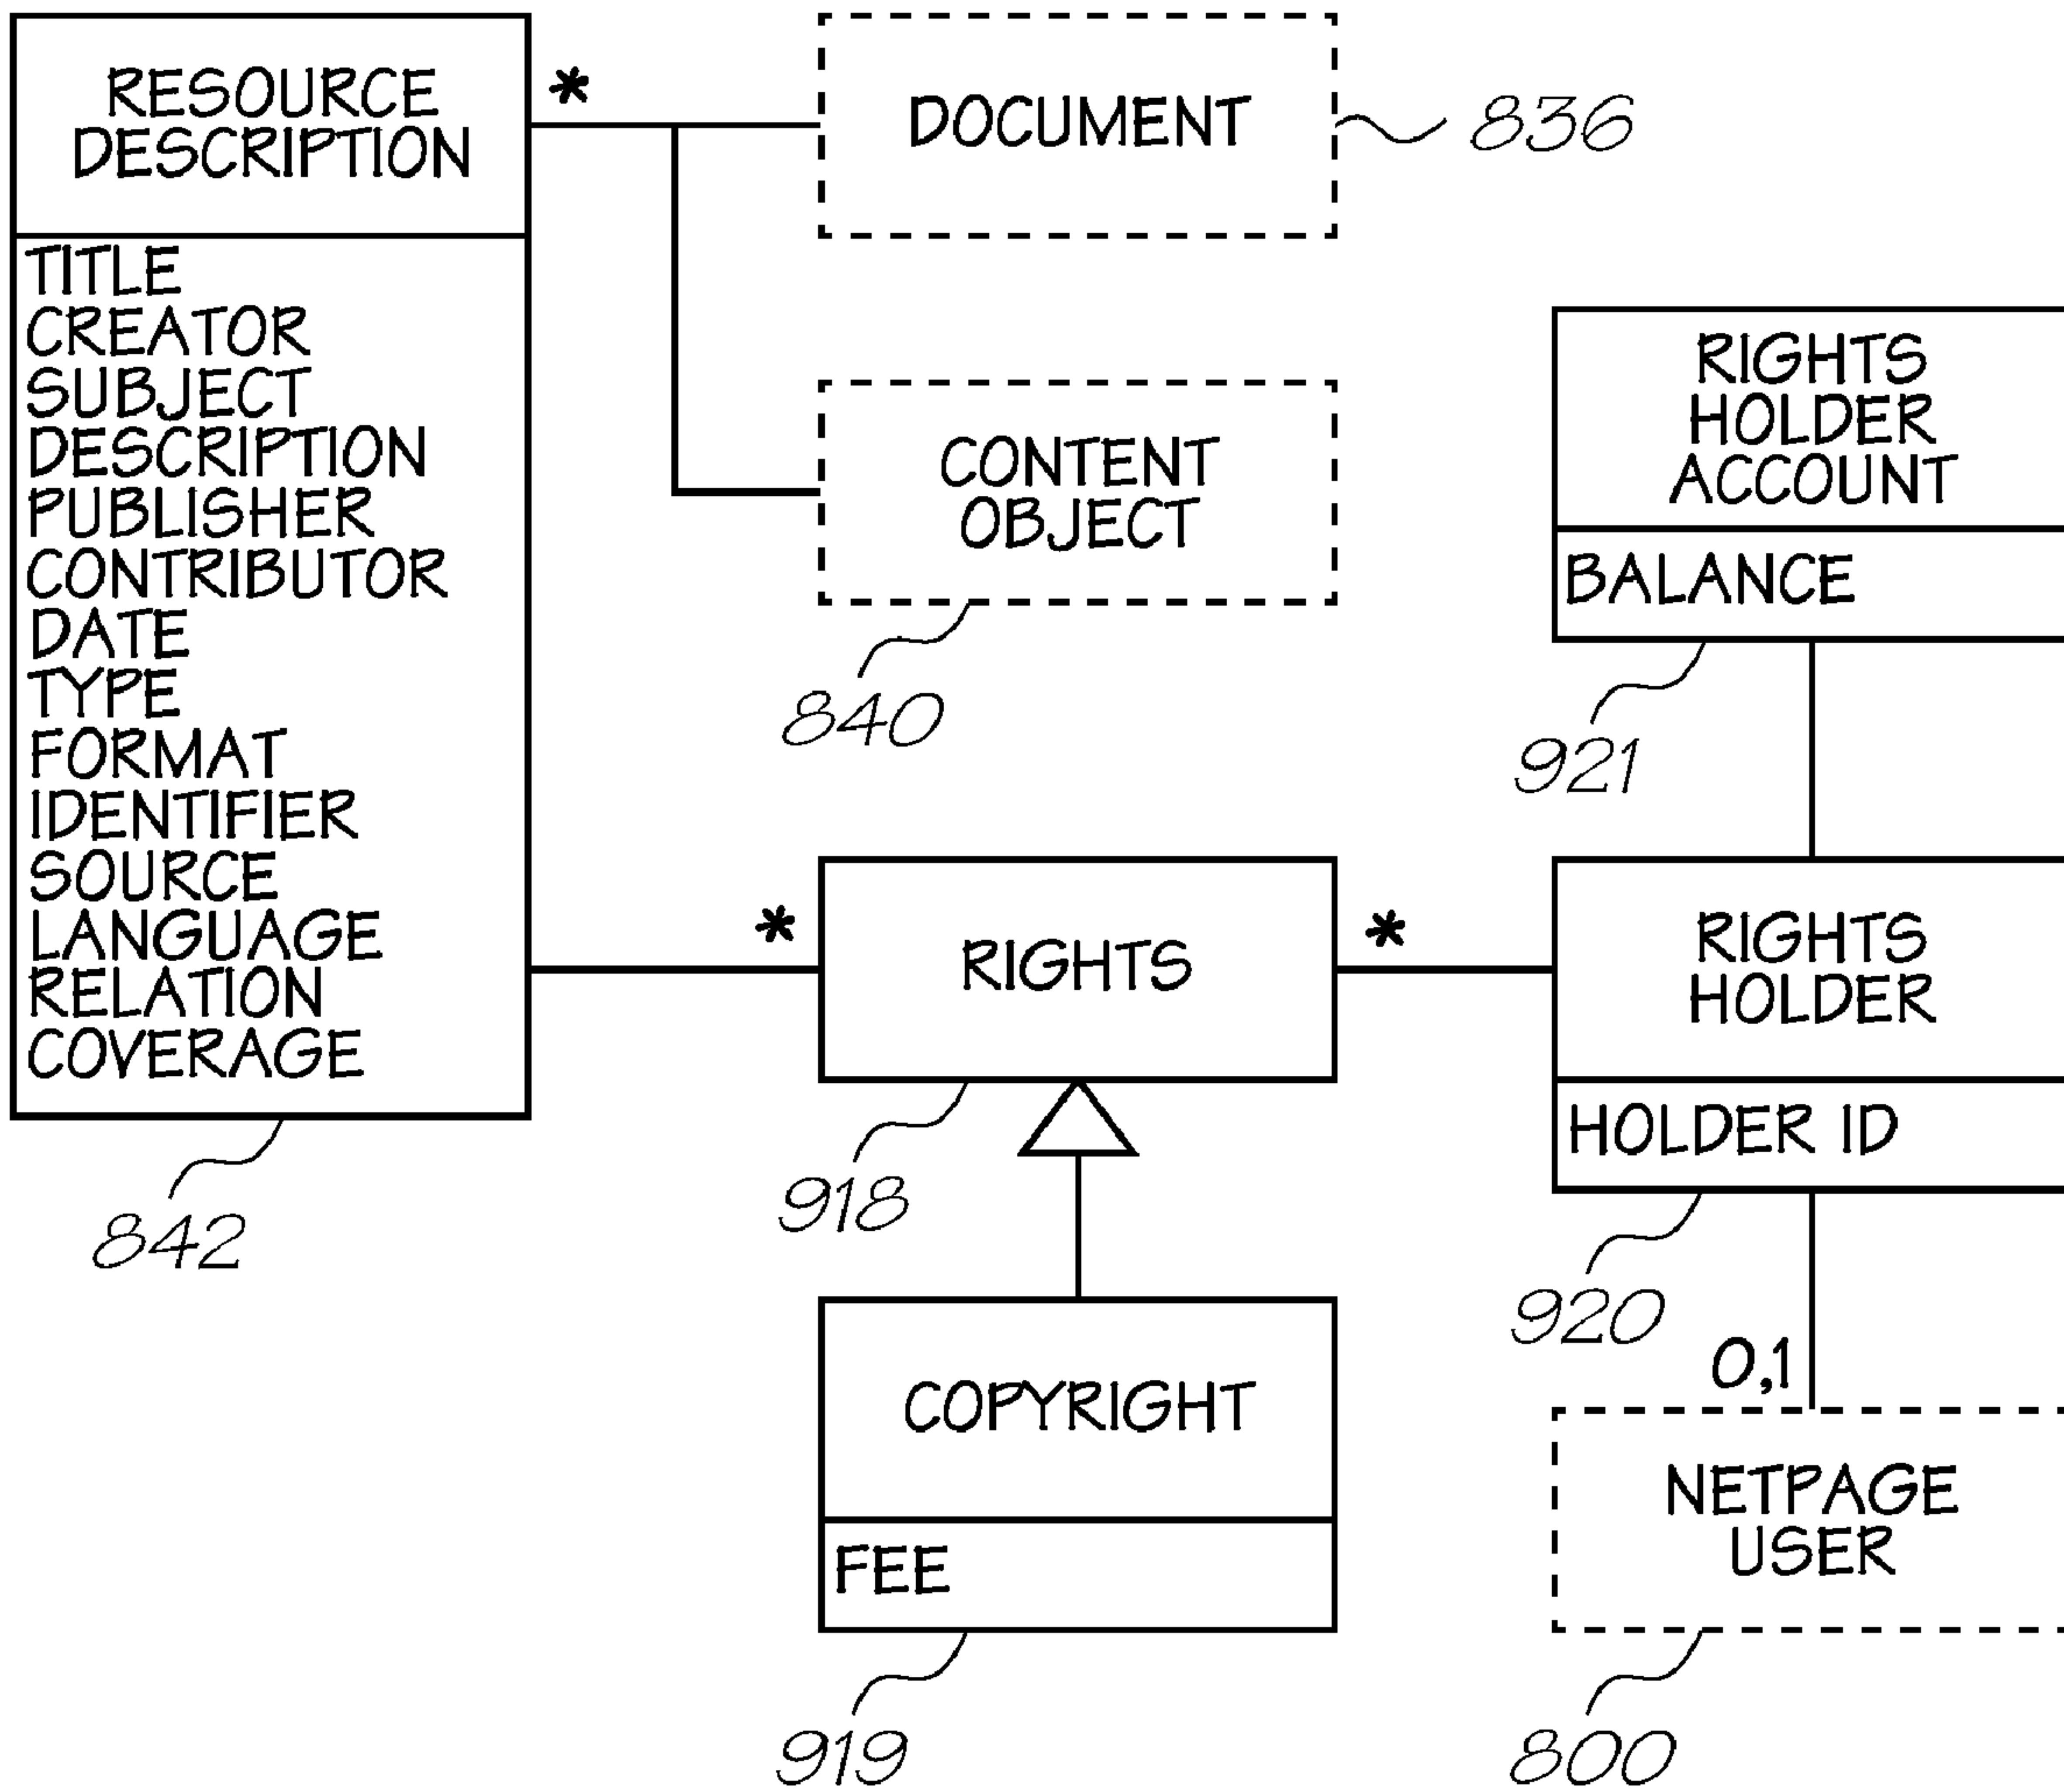 RESOURCE
DESCRIPTION
TITLE
CREATOR
SUBJECT
DESCRIPTION
PUBLISHER
CONTRIBUTOR
DATE
TYPE
FORMAT
IDENTIFIER
SOURCE
LANGUAGE
RELATION
COVERAGE
842
*
DOCUMENT
836
CONTENT
OBJECT
840
RIGHTS
HOLDER
ACCOUNT
BALANCE
921
*
RIGHTS
918
*
RIGHTS
HOLDER
HOLDER ID
920
COPYRIGHT
FEE
919
0,1
NETPAGE
USER
800